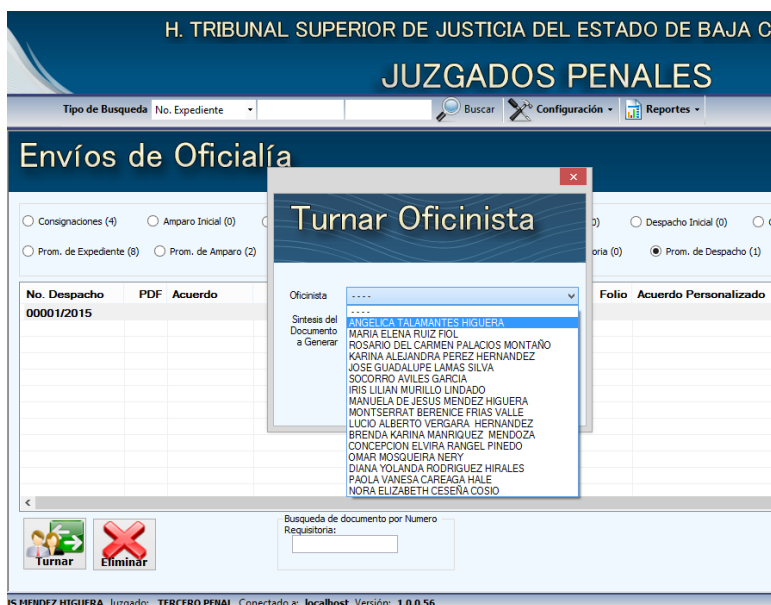 H. TRIBUNAL SUPERIOR DE JUSTICIA DEL ESTADO DE BAJA C
JUZGADOS PENALES
Tipo de Busqueda No. Expediente Buscar Configuración Reportes
Envíos de Oficialía
Turnar Oficinista
Consignaciones (4) Amparo Inicial (0) 0) Despacho Inicial (0)
Prom. de Expediente (8) Prom. de Amparo (2) oria (0) Prom. de Despacho (1)
No. Despacho PDF Acuerdo Folio Acuerdo Personalizado
00001/2015
Oficinista ----
Sintesis del
Documento
a Generar
----
ANGELICA TALAMANTES HIGUERA
MARIA ELENA RUIZ FIOL
ROSARIO DEL CARMEN PALACIOS MONTAÑO
KARINA ALEJANDRA PEREZ HERNANDEZ
JOSE GUADALUPE LAMAS SILVA
SOCORRO AVILES GARCIA
IRIS LILIAN MURILLO LINDADO
MANUELA DE JESUS MENDEZ HIGUERA
MONTSERRAT BERENICE FRIAS VALLE
LUCIO ALBERTO VERGARA HERNANDEZ
BRENDA KARINA MANRIQUEZ MENDOZA
CONCEPCION ELVIRA RANGEL PINEDO
OMAR MOSQUEIRA NERY
DIANA YOLANDA RODRIGUEZ HIRALES
PAOLA VANESA CAREAGA HALE
NORA ELIZABETH CESEÑA COSIO
Turnar Eliminar
Busqueda de documento por Numero
Requisitoria:
IS MENDEZ HIGUERA Juzgado: TERCERO PENAL Conectado a: localhost Versión: 1.0.0.56